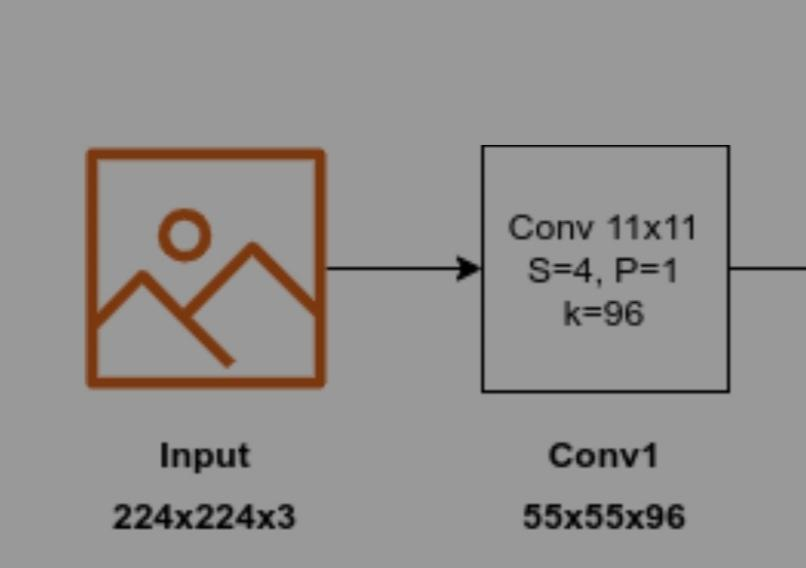 Conv 11x11
S=4, P=1
k=96
Input
Conv1
224x224x3
55x55x96